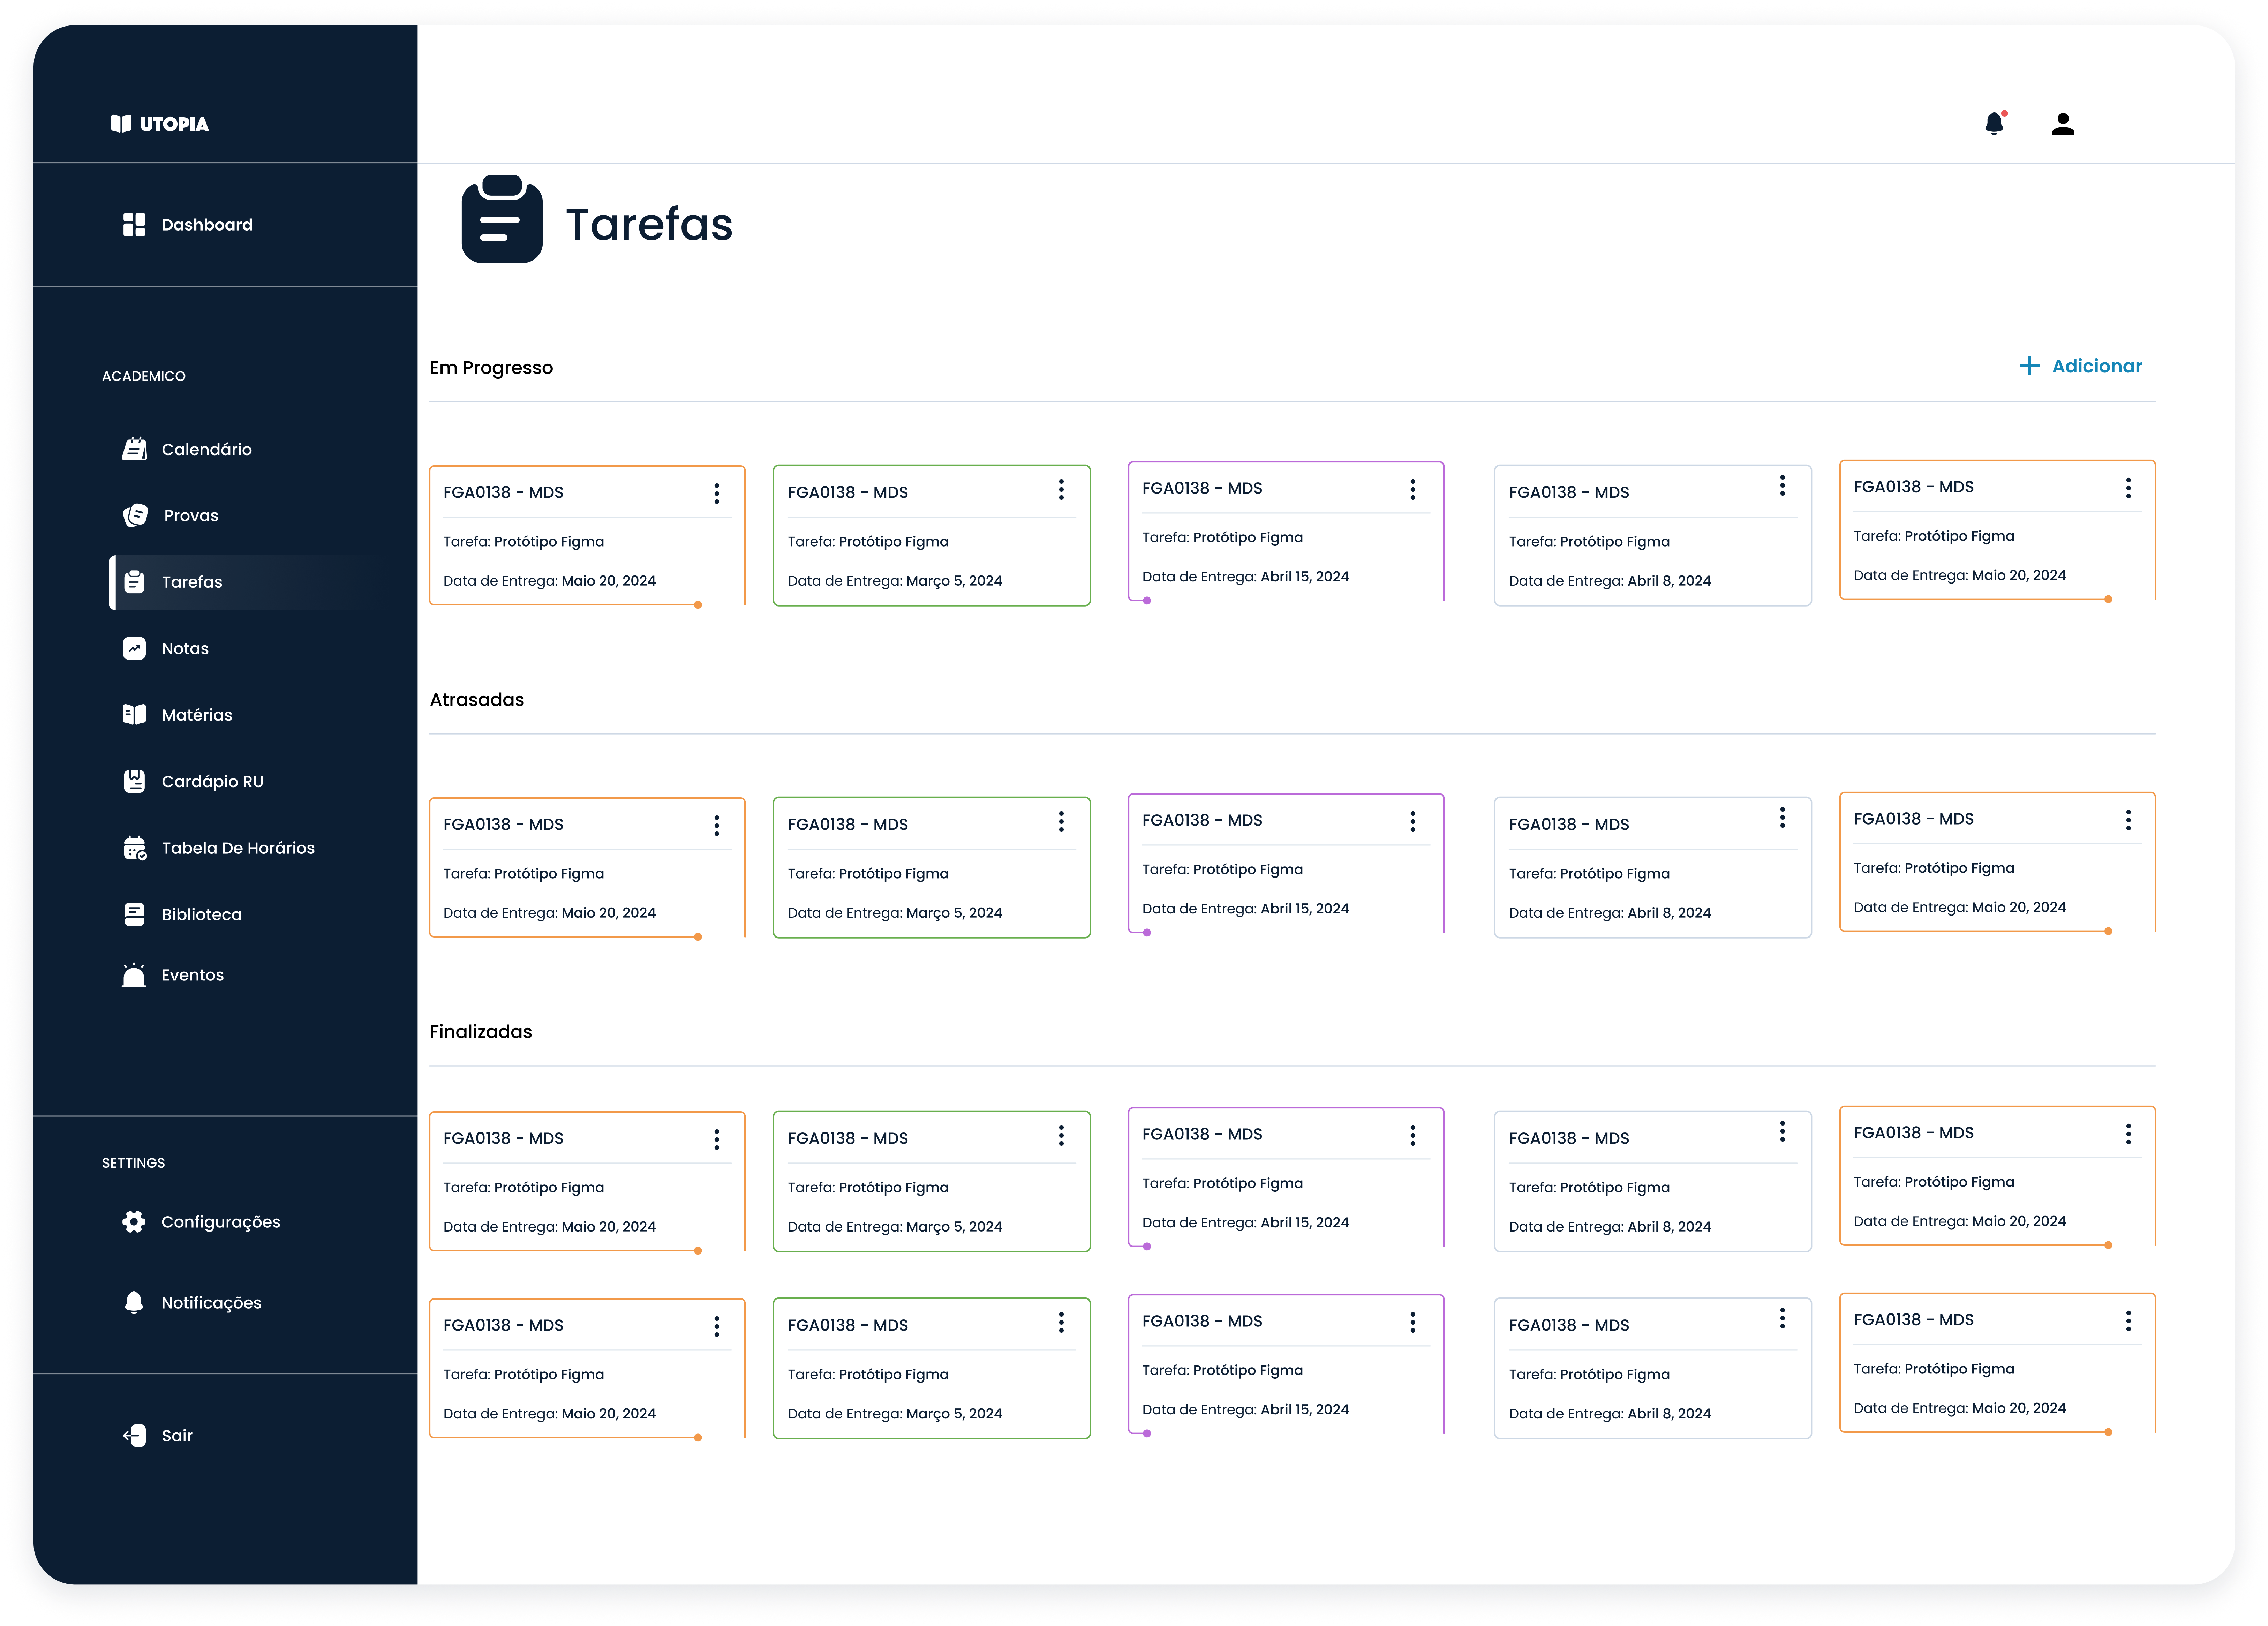 UTOPIA
Dashboard
ACADEMICO
Calendário
Provas
Tarefas
Notas
Matérias
Cardápio RU
Tabela De Horários
Biblioteca
Eventos
SETTINGS
Configurações
Notificações
Sair
Tarefas
Em Progresso
Adicionar
FGA0138 - MDS
Tarefa: Protótipo Figma
Data de Entrega: Maio 20, 2024
FGA0138 - MDS
Tarefa: Protótipo Figma
Data de Entrega: Março 5, 2024
FGA0138 - MDS
Tarefa: Protótipo Figma
Data de Entrega: Abril 15, 2024
FGA0138 - MDS
Tarefa: Protótipo Figma
Data de Entrega: Abril 8, 2024
FGA0138 - MDS
Tarefa: Protótipo Figma
Data de Entrega: Maio 20, 2024
Atrasadas
FGA0138 - MDS
Tarefa: Protótipo Figma
Data de Entrega: Maio 20, 2024
FGA0138 - MDS
Tarefa: Protótipo Figma
Data de Entrega: Março 5, 2024
FGA0138 - MDS
Tarefa: Protótipo Figma
Data de Entrega: Abril 15, 2024
FGA0138 - MDS
Tarefa: Protótipo Figma
Data de Entrega: Abril 8, 2024
FGA0138 - MDS
Tarefa: Protótipo Figma
Data de Entrega: Maio 20, 2024
Finalizadas
FGA0138 - MDS
Tarefa: Protótipo Figma
Data de Entrega: Maio 20, 2024
FGA0138 - MDS
Tarefa: Protótipo Figma
Data de Entrega: Março 5, 2024
FGA0138 - MDS
Tarefa: Protótipo Figma
Data de Entrega: Abril 15, 2024
FGA0138 - MDS
Tarefa: Protótipo Figma
Data de Entrega: Abril 8, 2024
FGA0138 - MDS
Tarefa: Protótipo Figma
Data de Entrega: Maio 20, 2024
FGA0138 - MDS
Tarefa: Protótipo Figma
Data de Entrega: Maio 20, 2024
FGA0138 - MDS
Tarefa: Protótipo Figma
Data de Entrega: Março 5, 2024
FGA0138 - MDS
Tarefa: Protótipo Figma
Data de Entrega: Abril 15, 2024
FGA0138 - MDS
Tarefa: Protótipo Figma
Data de Entrega: Abril 8, 2024
FGA0138 - MDS
Tarefa: Protótipo Figma
Data de Entrega: Maio 20, 2024